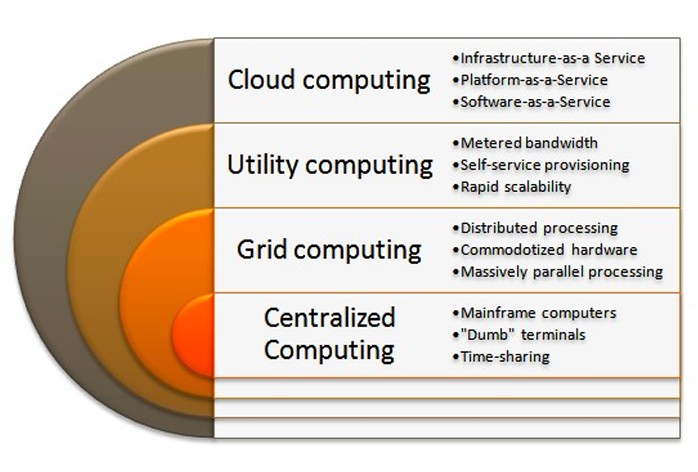 Cloud computing
•Infrastructure-as-a Service
•Platform-as-a-Service
•Software-as-a-Service
Utility computing
•Metered bandwidth
•Self-service provisioning
•Rapid scalability
Grid computing
•Distributed processing
•Commodotized hardware
•Massively parallel processing
Centralized
Computing
•Mainframe computers
•"Dumb" terminals
•Time-sharing